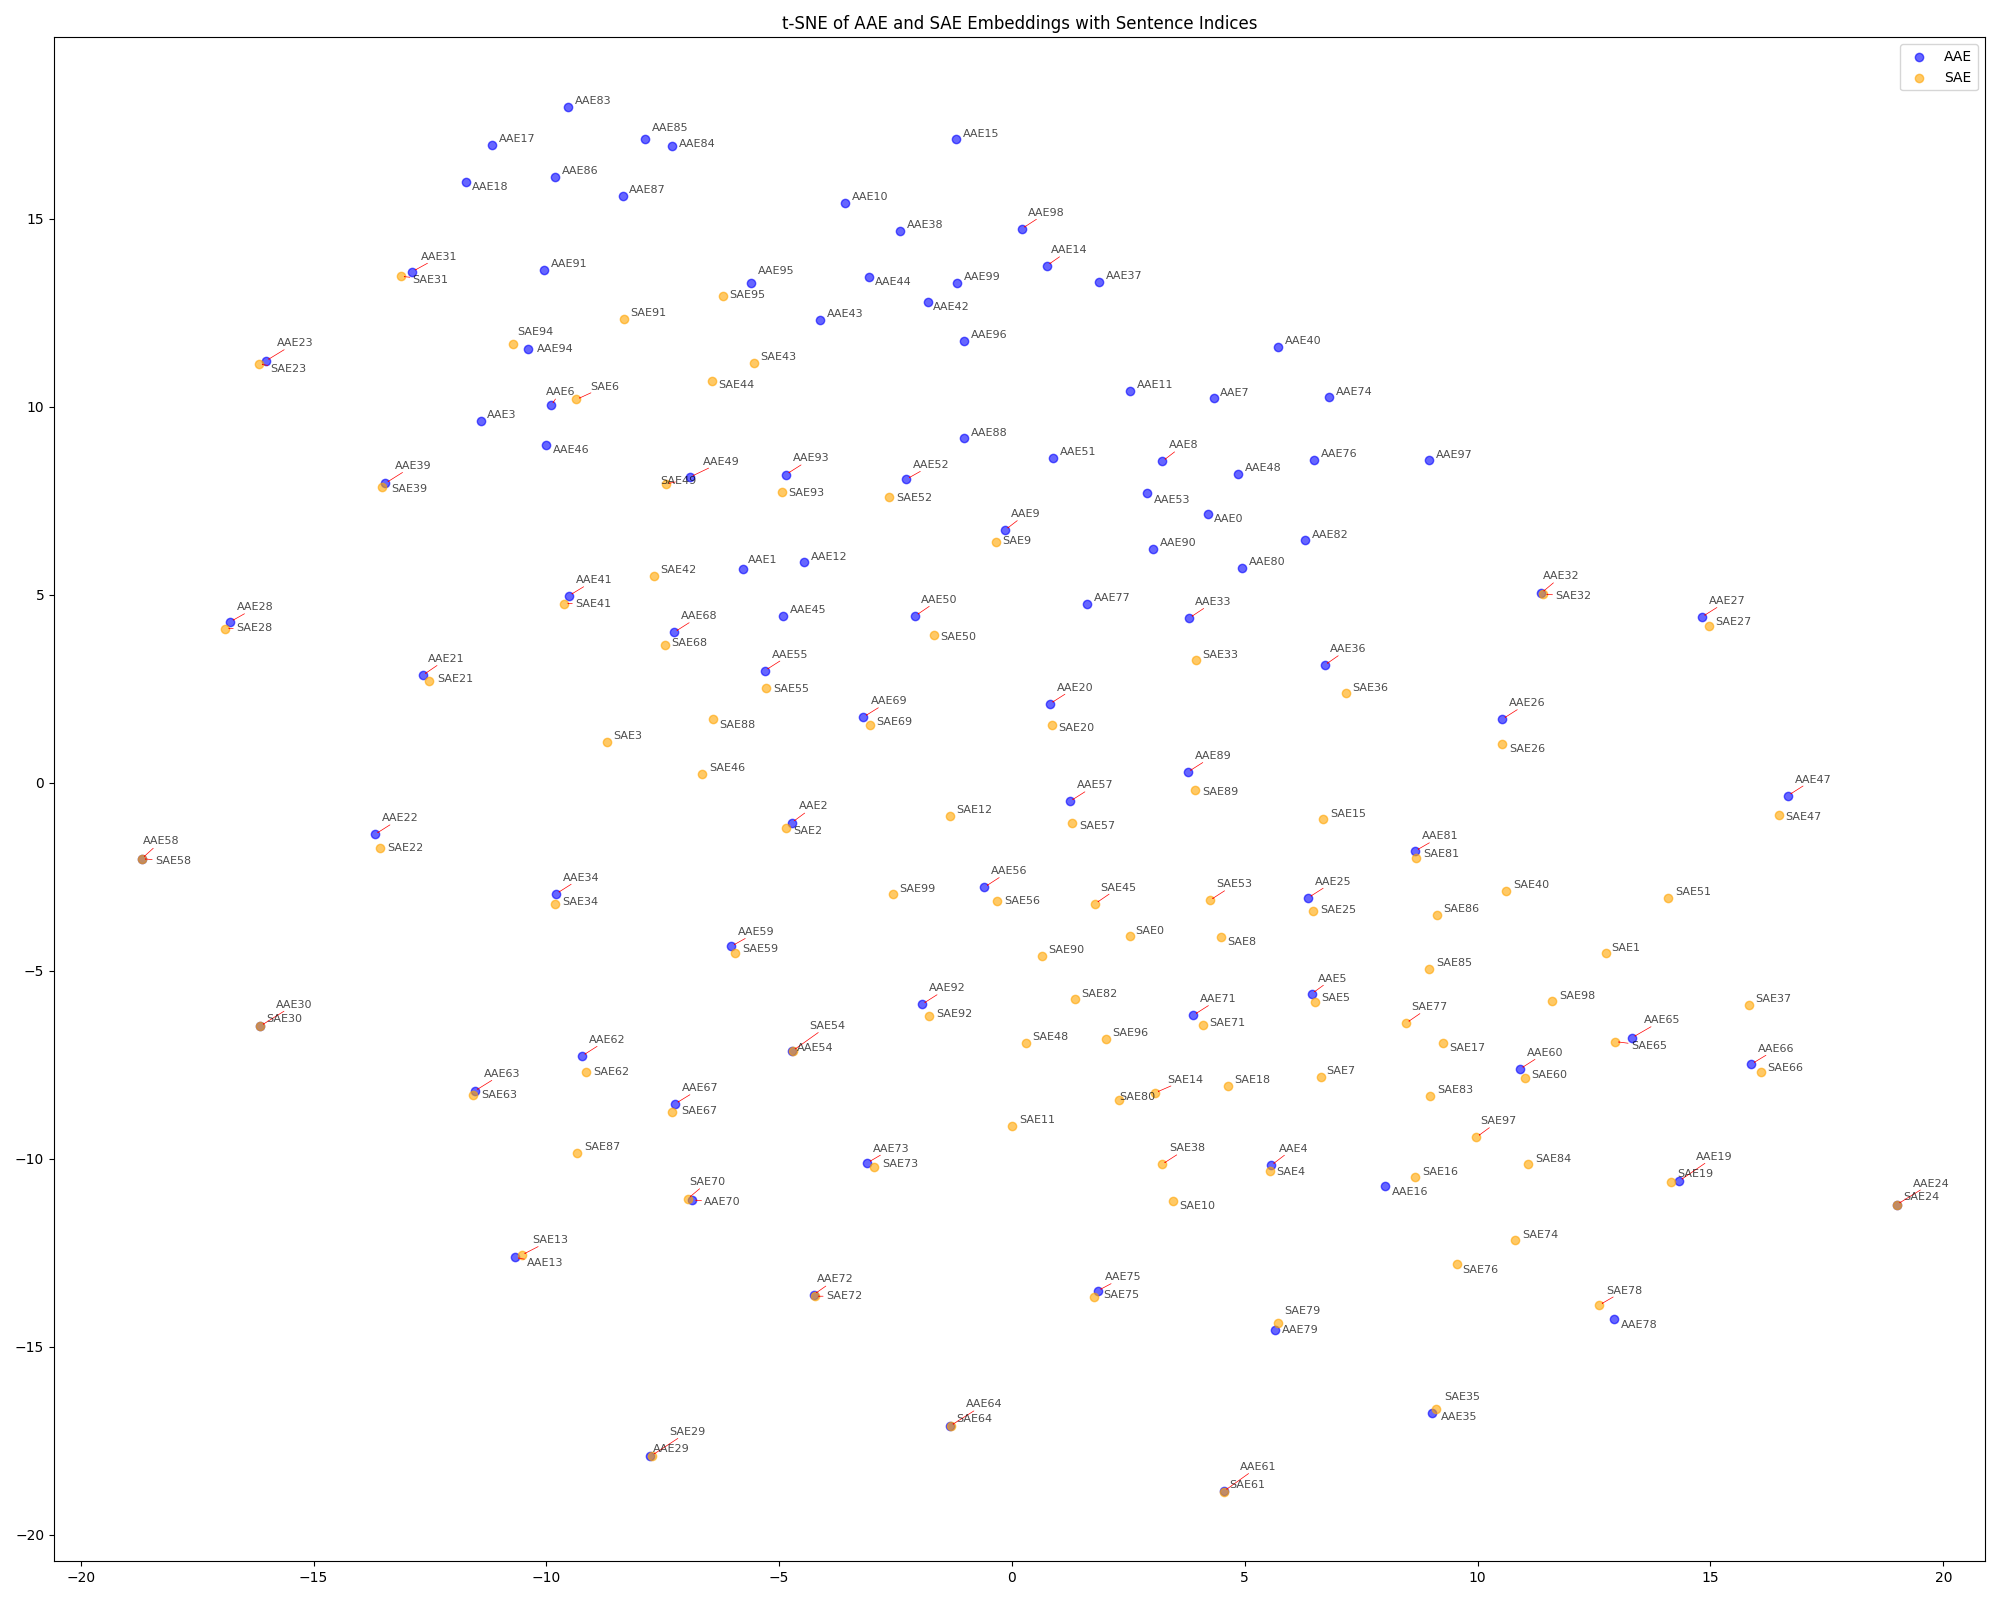 t-SNE of AAE and SAE Embeddings with Sentence Indices
AAE
SAE
AAE83
AAE85
AAE15
AAE17
AAE84
AAE86
AAE18
AAE87
AAE10
AAE98
AAE38
AAE14
AAE31
AAE91
AAE95
AAE99
AAE37
SAE31
AAE44
SAE95
AAE42
SAE91
AAE43
AAE23
SAE94
AAE96
AAE40
AAE94
SAE43
SAE23
SAE44
AAE6
SAE6
AAE11
AAE7
AAE74
AAE3
AAE88
AAE46
AAE51
AAE8
AAE76
AAE97
AAE39
AAE49
AAE93
AAE52
AAE48
SAE39
SAE49
SAE93
SAE52
AAE53
AAE9
AAE0
SAE9
AAE90
AAE82
AAE1
AAE12
AAE80
SAE42
AAE41
AAE32
SAE41
SAE32
AAE28
AAE68
AAE45
AAE50
AAE77
AAE33
AAE27
SAE28
SAE68
SAE50
SAE27
AAE21
AAE55
SAE33
AAE36
SAE21
SAE55
AAE20
SAE36
SAE88
AAE69
SAE69
SAE20
AAE26
SAE3
SAE26
SAE46
AAE89
AAE57
SAE89
AAE47
AAE22
AAE2
SAE12
SAE57
SAE15
SAE47
SAE2
AAE58
SAE22
AAE81
SAE58
SAE81
AAE34
AAE56
SAE53
AAE25
SAE40
SAE51
SAE34
SAE99
SAE56
SAE45
SAE25
SAE86
AAE59
SAE0
SAE8
SAE59
SAE90
SAE85
SAE1
AAE92
SAE82
AAE5
SAE98
SAE37
AAE30
SAE92
AAE71
SAE5
SAE77
AAE65
SAE30
SAE54
SAE71
AAE62
AAE54
SAE48
SAE96
SAE17
SAE65
AAE66
SAE62
AAE60
SAE66
AAE63
AAE67
SAE80
SAE14
SAE18
SAE7
SAE60
SAE63
SAE67
SAE11
SAE83
SAE87
AAE73
SAE38
AAE4
SAE97
SAE73
SAE4
SAE16
SAE84
AAE19
SAE70
SAE10
AAE16
SAE19
AAE70
AAE24
SAE24
SAE13
SAE74
AAE13
SAE76
AAE72
AAE75
SAE78
SAE72
SAE75
SAE79
AAE79
AAE78
AAE64
SAE35
SAE64
AAE35
SAE29
AAE29
AAE61
SAE61
15
10
5
0
−5
−10
−15
−20
−20 −15 −10 −5 0 5 10 15 20